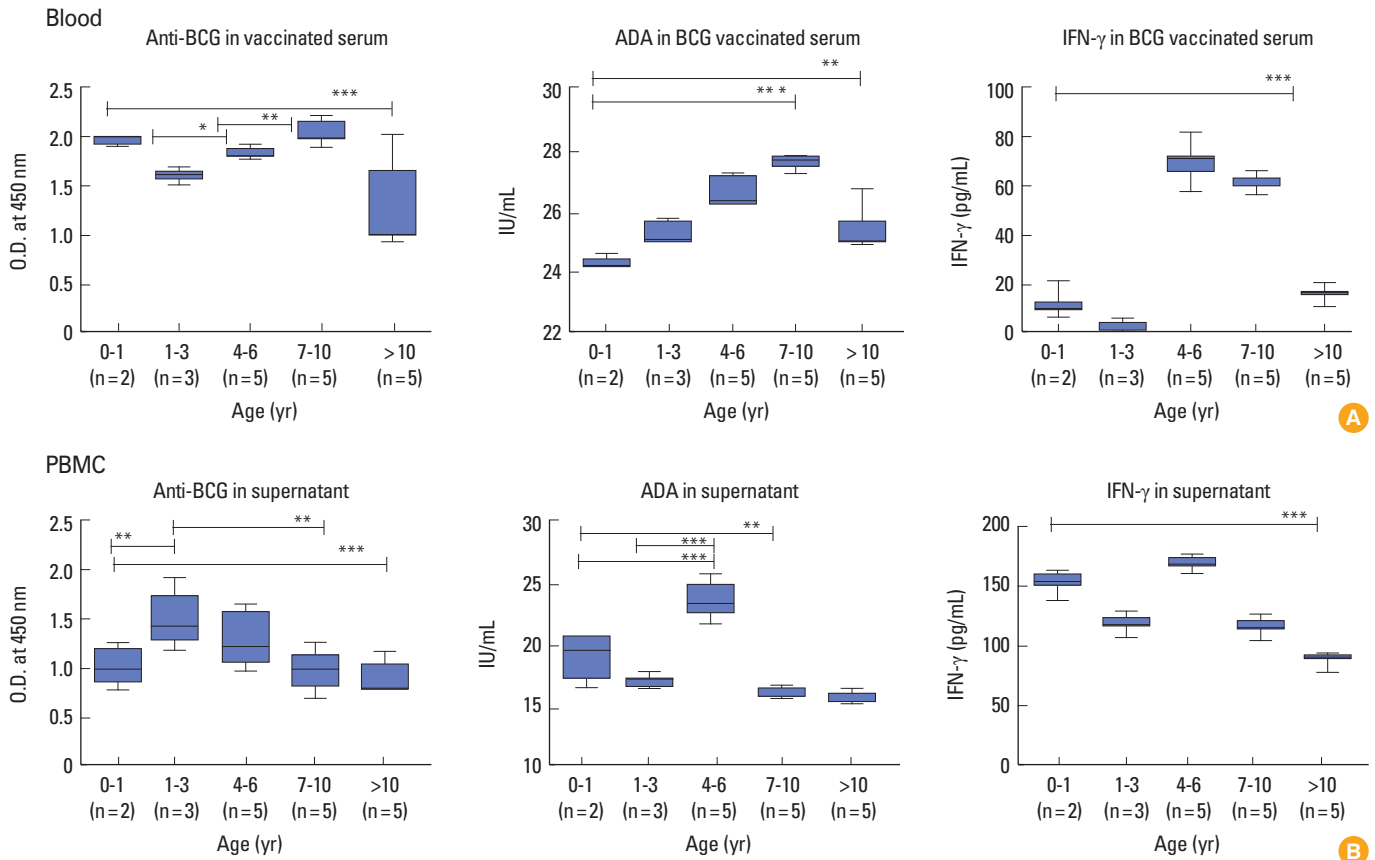 Blood
Anti-BCG in vaccinated serum
O.D. at 450 nm
2.5
2.0
1.5
1.0
0.5
0
***
*
**
0-1 1-3 4-6 7-10 >10
(n=2) (n=3) (n=5) (n=5) (n=5)
Age (yr)
ADA in BCG vaccinated serum
IU/mL
30
28
26
24
22
**
*** *
0-1 1-3 4-6 7-10 >10
(n=2) (n=3) (n=5) (n=5) (n=5)
Age (yr)
IFN-γ in BCG vaccinated serum
IFN-γ (pg/mL)
100
80
60
40
20
0
***
0-1 1-3 4-6 7-10 >10
(n=2) (n=3) (n=5) (n=5) (n=5)
Age (yr)
A
PBMC
Anti-BCG in supernatant
O.D. at 450 nm
2.5
2.0
1.5
1.0
0.5
0
**
**
***
0-1 1-3 4-6 7-10 >10
(n=2) (n=3) (n=5) (n=5) (n=5)
Age (yr)
ADA in supernatant
IU/mL
30
25
20
15
10
**
***
***
0-1 1-3 4-6 7-10 >10
(n=2) (n=3) (n=5) (n=5) (n=5)
Age (yr)
IFN-γ in supernatant
IFN-γ (pg/mL)
200
150
100
50
0
***
0-1 1-3 4-6 7-10 >10
(n=2) (n=3) (n=5) (n=5) (n=5)
Age (yr)
B